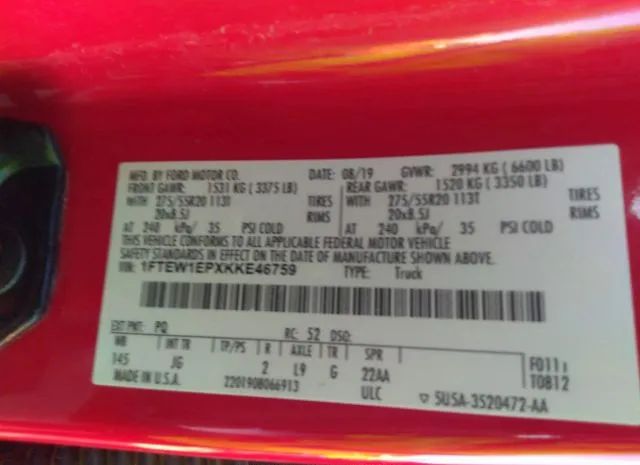 MFD. BY FORD MOTOR CO. DATE: 08/19 GVWR: 2994 KG ( 6600 LB)
FRONT GAWR: 1531 KG ( 3375 LB) REAR GAWR: 1520 KG ( 3350 LB)
WITH 275/55R20 113T TIRES WITH 275/55R20 113T TIRES
20x8.5J RIMS 20x8.5J RIMS
AT 240 kPa/ 35 PSI COLD AT 240 kPa/ 35 PSI COLD
THIS VEHICLE CONFORMS TO ALL APPLICABLE FEDERAL MOTOR VEHICLE
SAFETY STANDARDS IN EFFECT ON THE DATE OF MANUFACTURE SHOWN ABOVE.
VIN: 1FTEW1EPXKKE46759 TYPE: Truck
EXT PNT: PQ RC: 52 DSO:
WB INT TR TP/PS R AXLE TR SPR
145 JG 2 L9 G 22AA
F011
T0812
MADE IN U.S.A. 2201908066913 ULC 5USA-3520472-AA